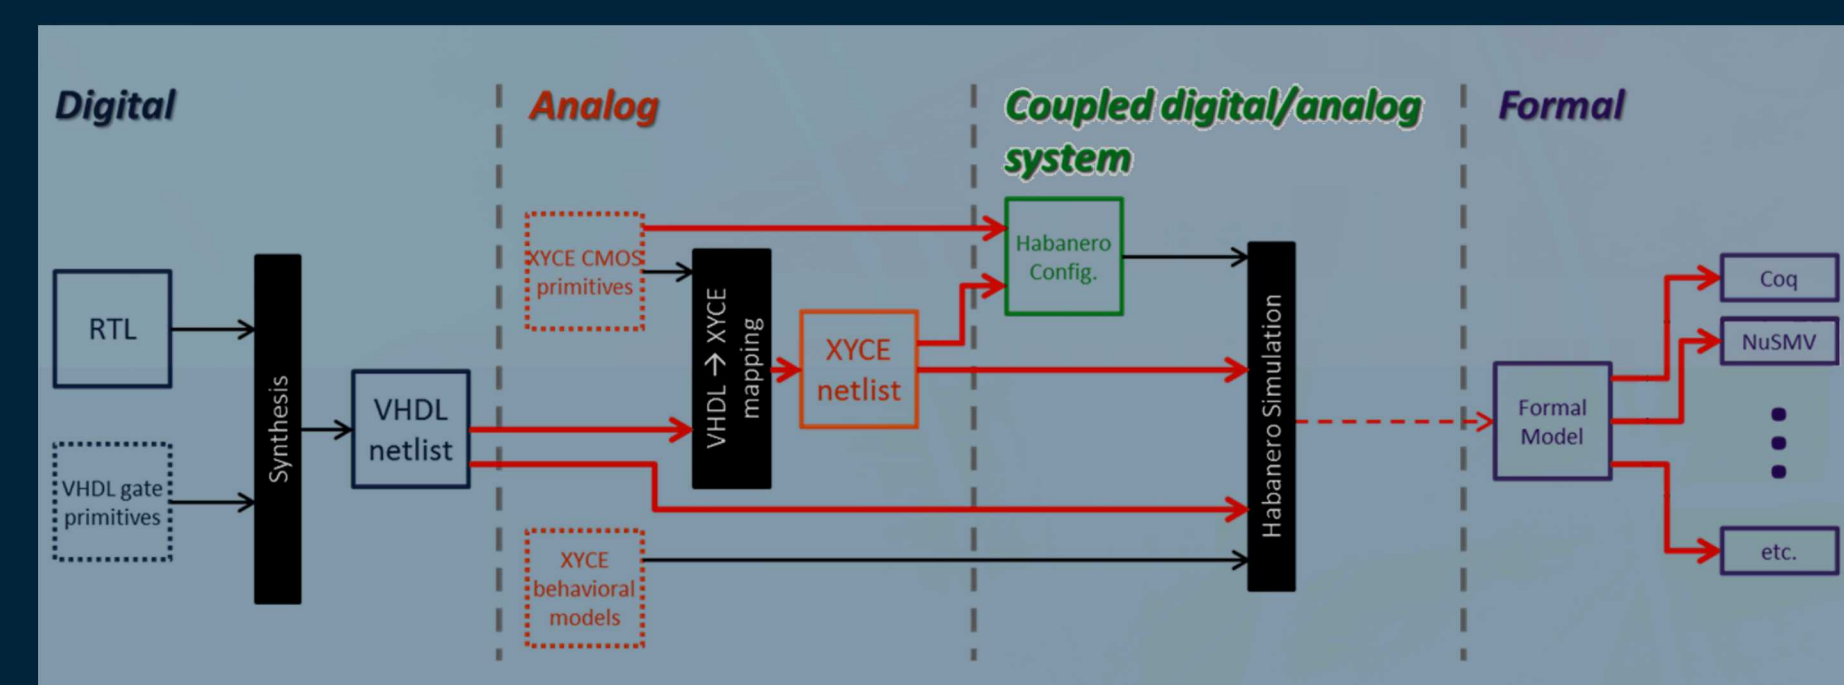 Digital
Analog
Coupled digital/analog
system
Formal
RTL
VHDL gate
primitives
Synthesis
VHDL
netlist
XYCE CMOS
primitives
VHDL → XYCE
mapping
XYCE
netlist
XYCE
behavioral
models
Habanero
Config.
Habanero Simulation
Formal
Model
Coq
NuSMV
etc.